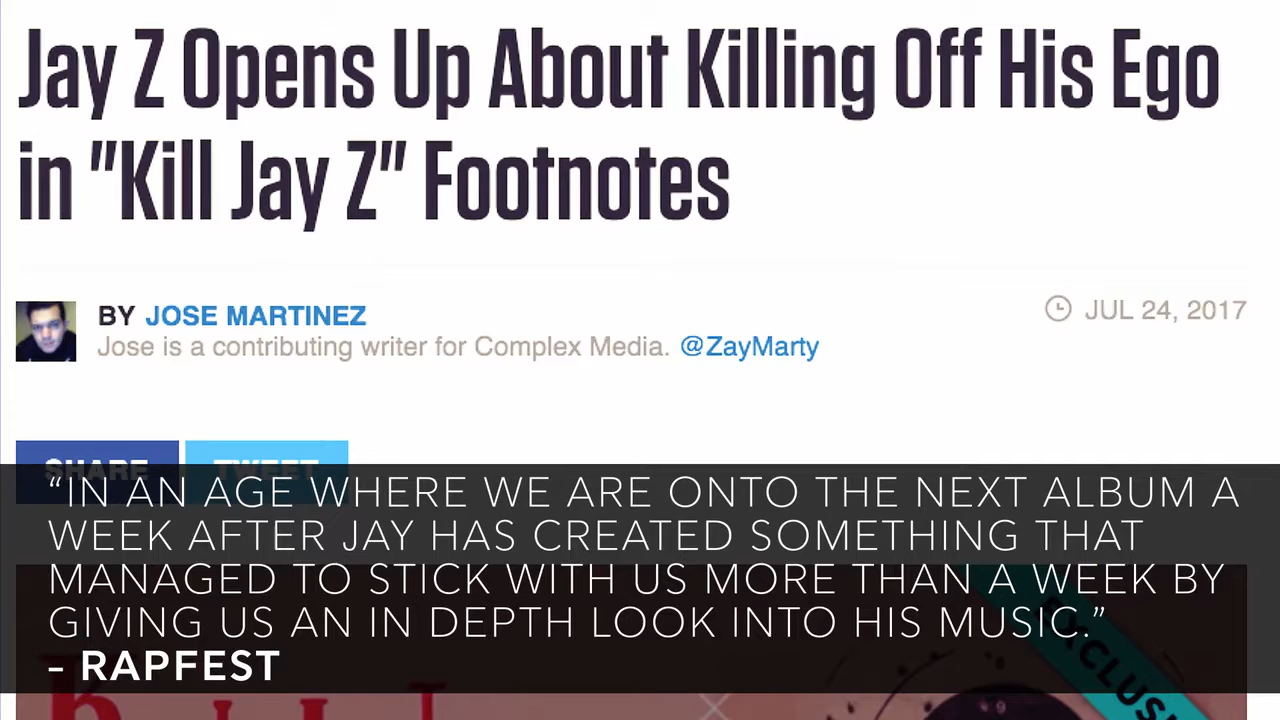 Jay Z Opens Up About Killing Off His Ego
in "Kill Jay Z" Footnotes
BY JOSE MARTINEZ
JUL 24, 2017
Jose is a contributing writer for Complex Media. @ZayMarty
SHARE TWEET
“IN AN AGE WHERE WE ARE ONTO THE NEXT ALBUM A
WEEK AFTER JAY HAS CREATED SOMETHING THAT
MANAGED TO STICK WITH US MORE THAN A WEEK BY
GIVING US AN IN DEPTH LOOK INTO HIS MUSIC.”
- RAPFEST